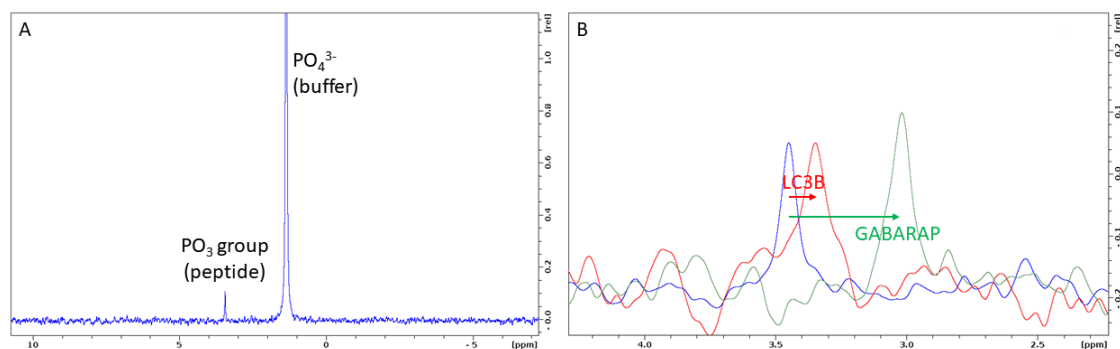 A
PO₄³⁻
(buffer)
PO₃ group
(peptide)
[rel]
1.0
0.8
0.6
0.4
0.2
- 0.0
10
5
0
-5
[ppm]
B
LC3B
GABARAP
[rel]
0.2
0.1
0.0
-0.1
-0.2
4.0
3.5
3.0
2.5
[ppm]